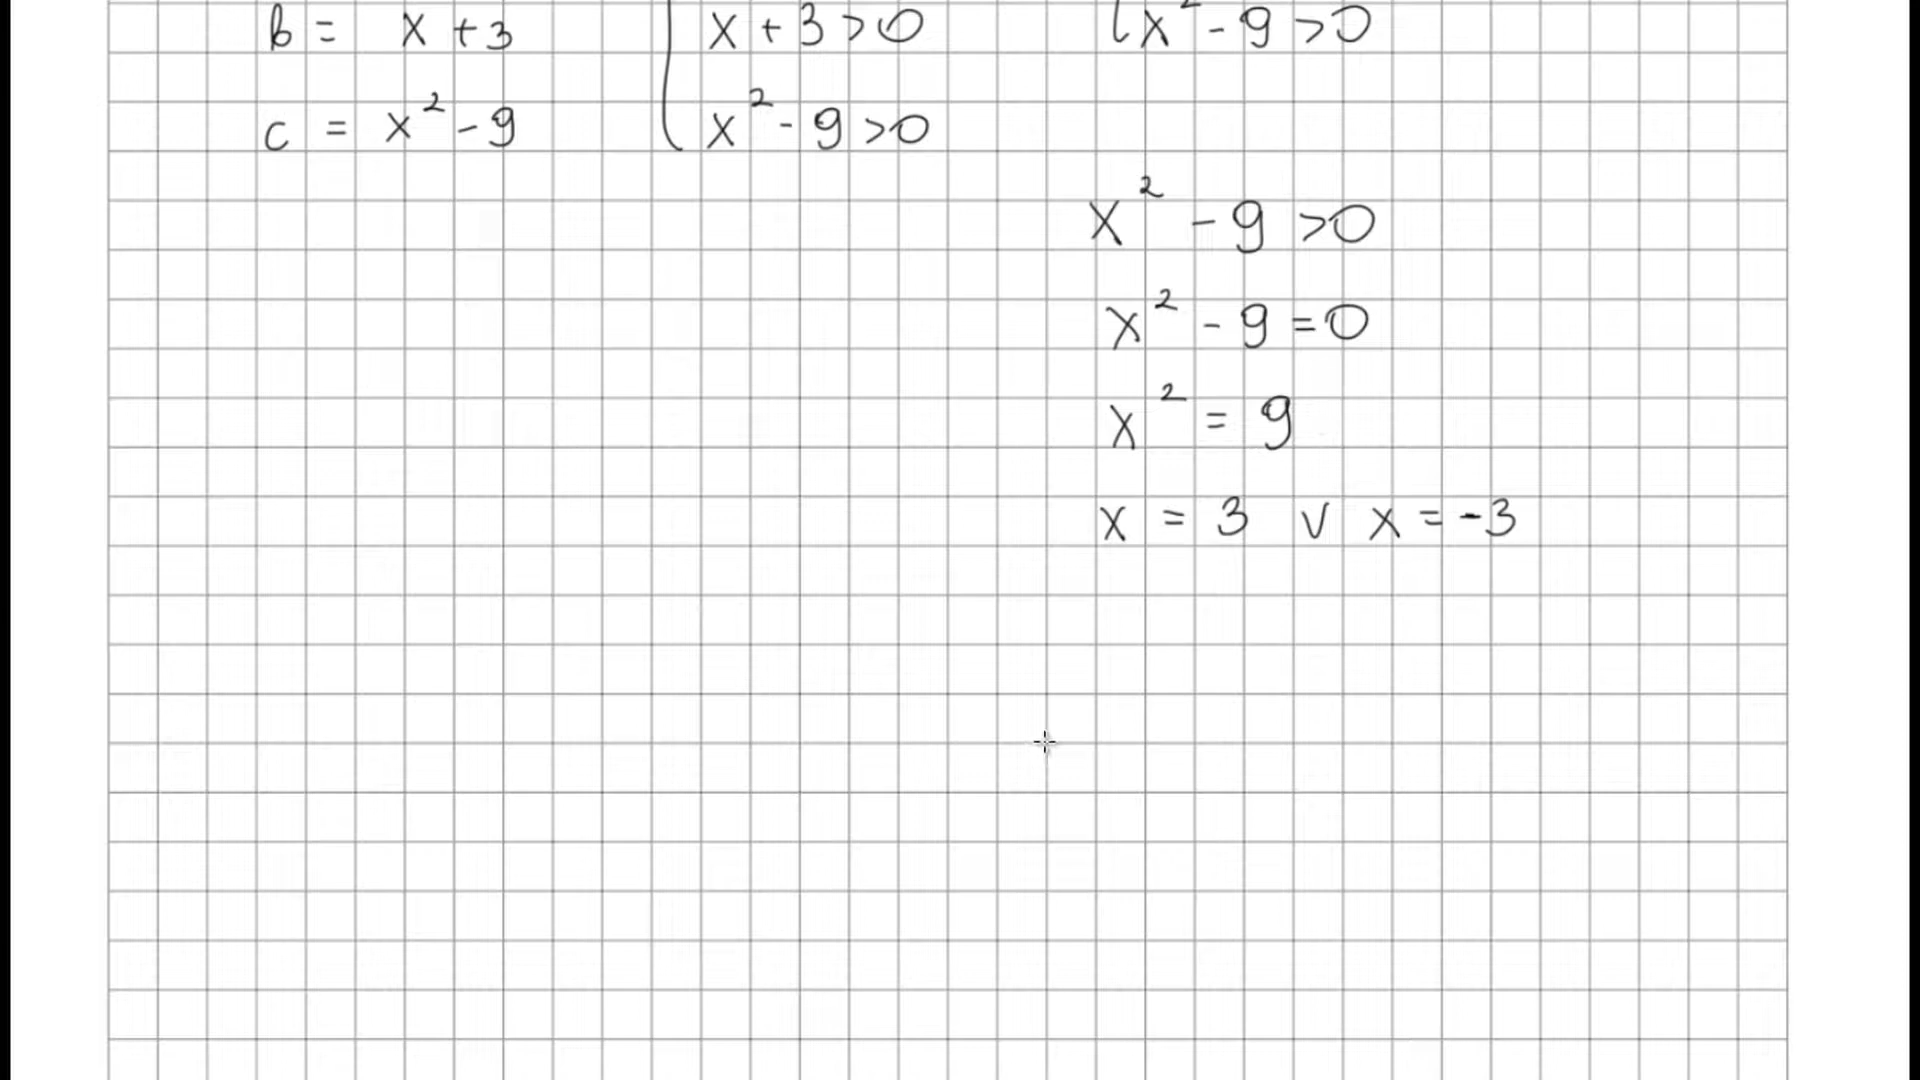 b = x + 3
x + 3 > 0
x² - 9 > 0
c = x² - 9
x² - 9 > 0
x² - 9 > 0
x² - 9 = 0
x² = 9
x = 3 ∨ x = -3